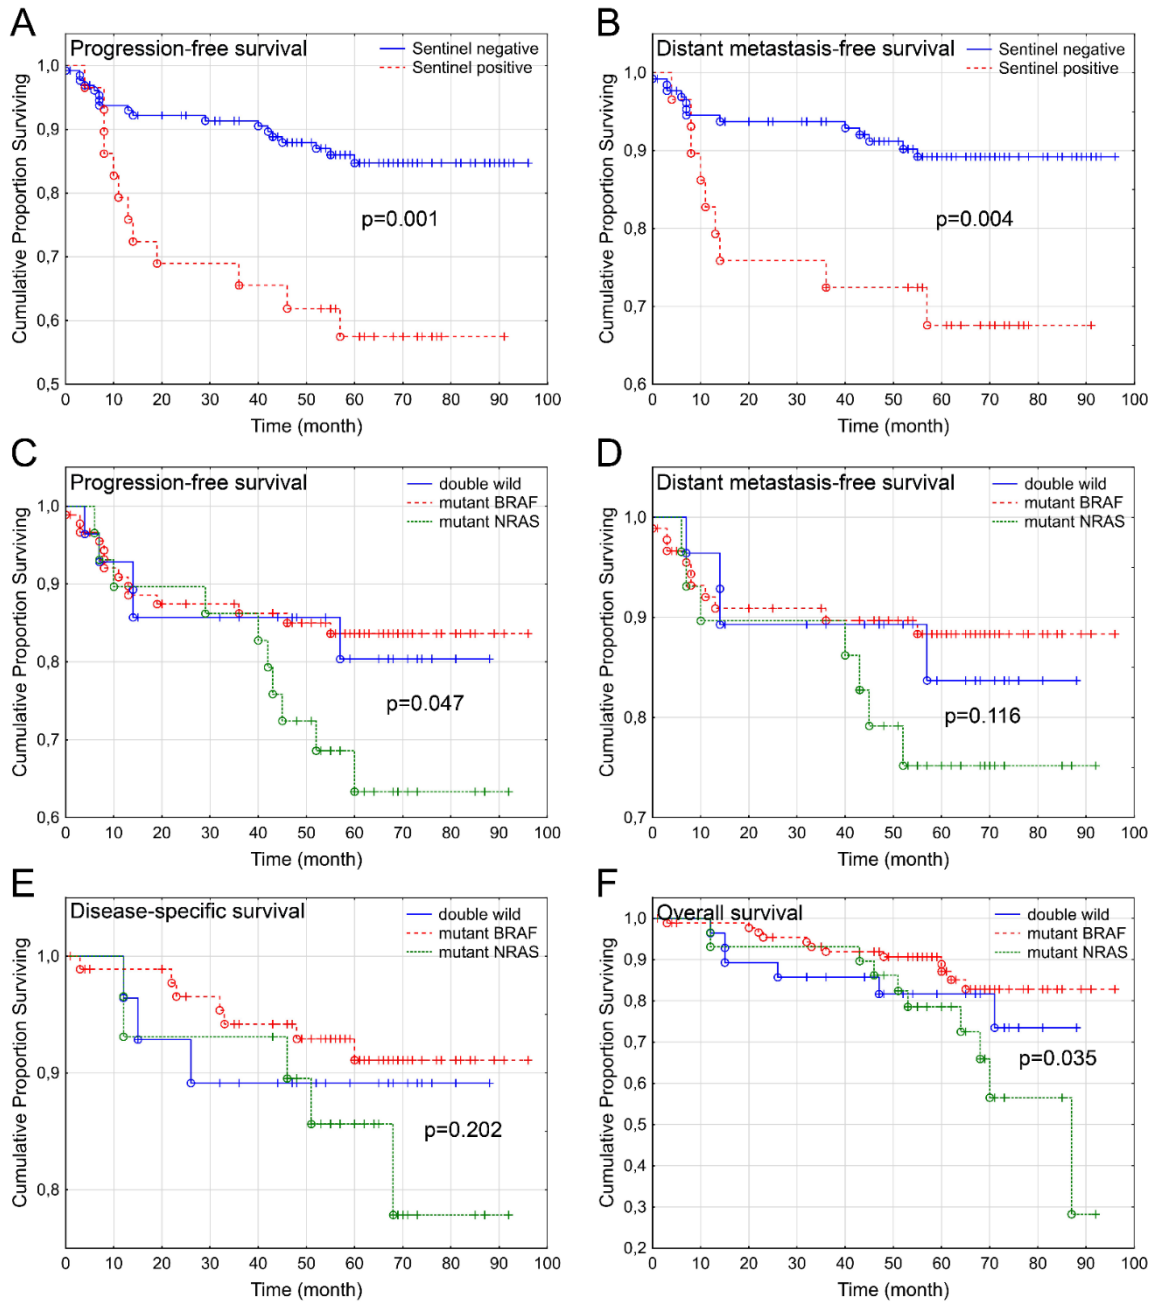 A
Progression-free survival
Sentinel negative
Sentinel positive
Cumulative Proportion Surviving
1,0
0,9
0,8
0,7
0,6
0,5
p=0.001
0 10 20 30 40 50 60 70 80 90 100
Time (month)
B
Distant metastasis-free survival
Sentinel negative
Sentinel positive
Cumulative Proportion Surviving
1,0
0,9
0,8
0,7
0,6
p=0.004
0 10 20 30 40 50 60 70 80 90 100
Time (month)
C
Progression-free survival
double wild
mutant BRAF
mutant NRAS
Cumulative Proportion Surviving
1,0
0,9
0,8
0,7
0,6
p=0.047
0 10 20 30 40 50 60 70 80 90 100
Time (month)
D
Distant metastasis-free survival
double wild
mutant BRAF
mutant NRAS
Cumulative Proportion Surviving
1,0
0,9
0,8
0,7
p=0.116
0 10 20 30 40 50 60 70 80 90 100
Time (month)
E
Disease-specific survival
double wild
mutant BRAF
mutant NRAS
Cumulative Proportion Surviving
1,0
0,9
0,8
p=0.202
0 10 20 30 40 50 60 70 80 90 100
Time (month)
F
Overall survival
double wild
mutant BRAF
mutant NRAS
Cumulative Proportion Surviving
1,0
0,9
0,8
0,7
0,6
0,5
0,4
0,3
0,2
p=0.035
0 10 20 30 40 50 60 70 80 90 100
Time (month)